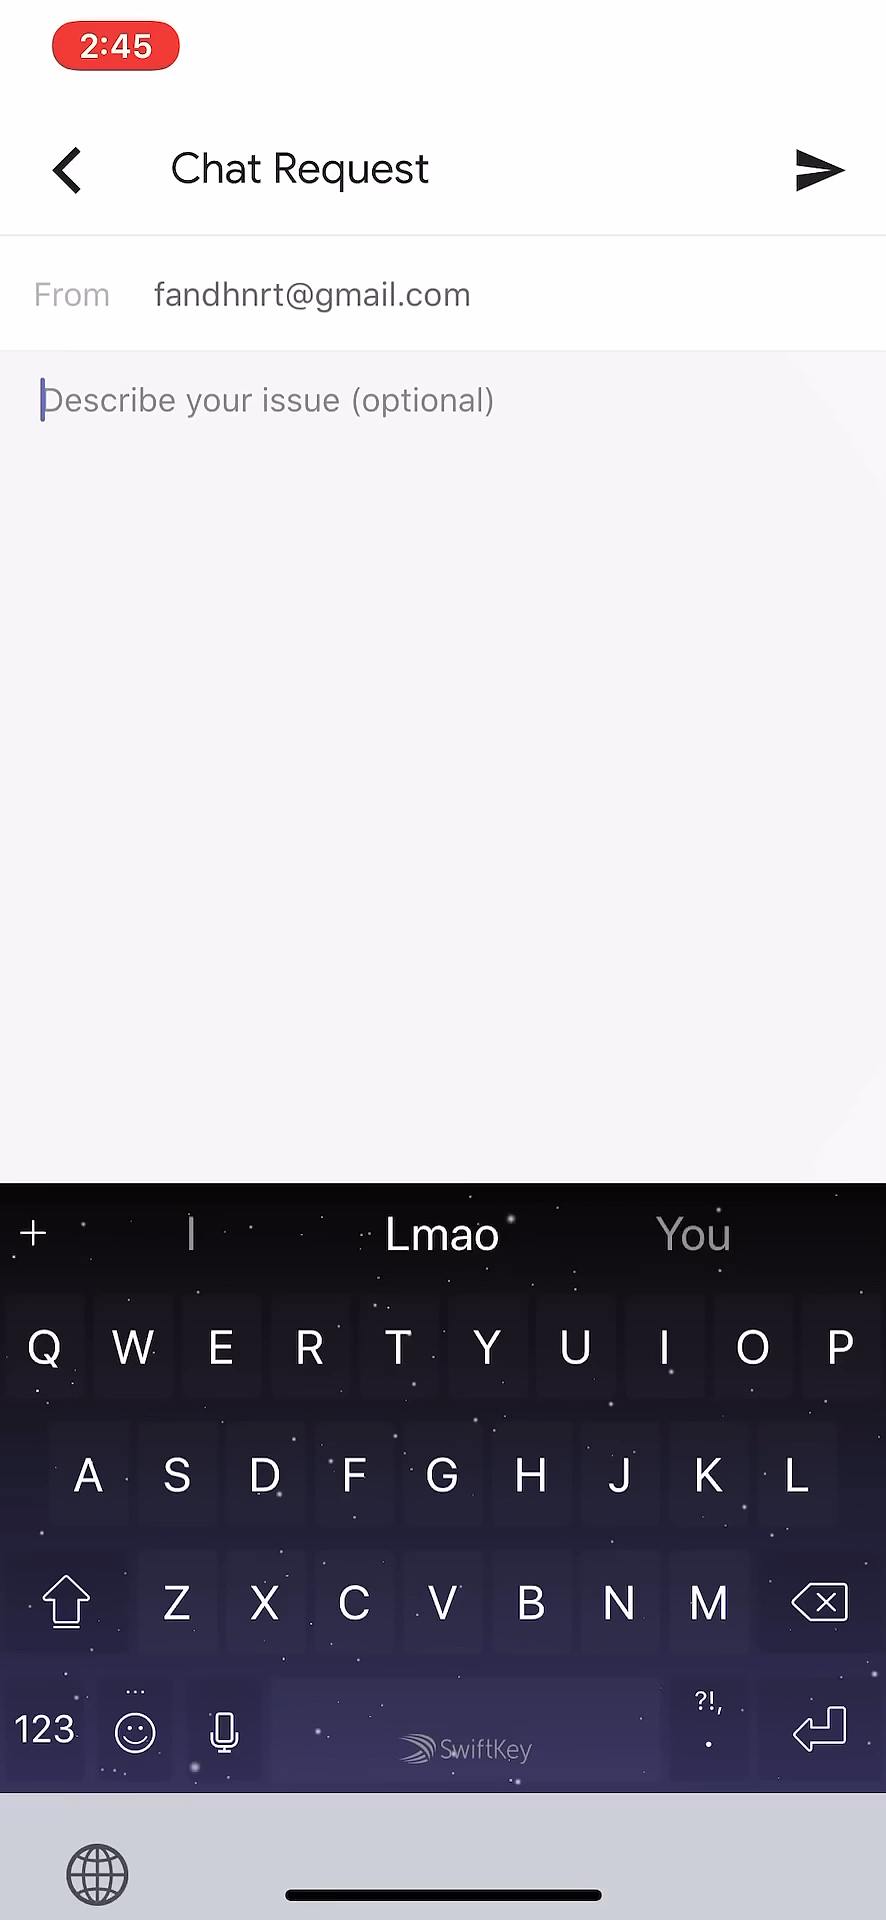 2:45
Chat Request
From fandhnrt@gmail.com
Describe your issue (optional)
I Lmao You
Q W E R T Y U I O P
A S D F G H J K L
Z X C V B N M
123 ?!, .
SwiftKey